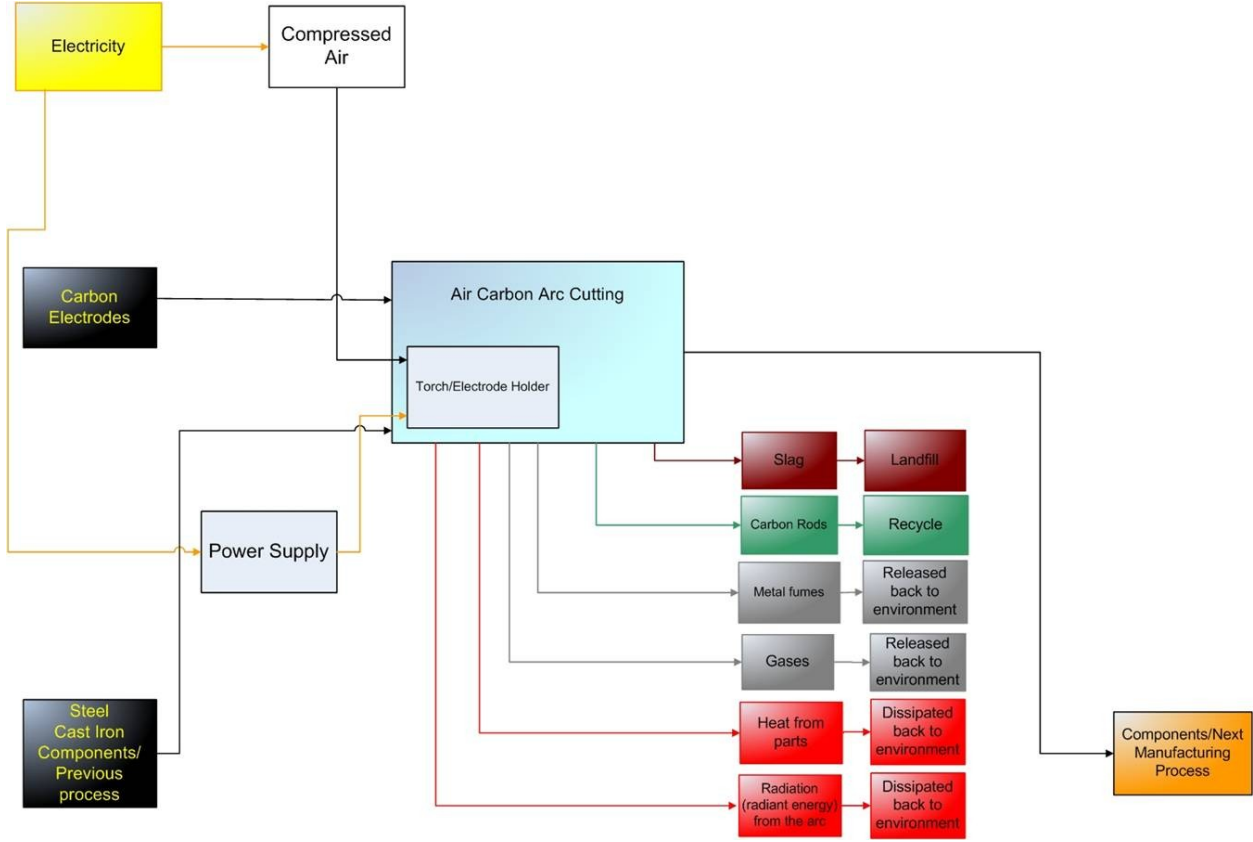 Electricity
Compressed
Air
Carbon
Electrodes
Air Carbon Arc Cutting
Torch/Electrode Holder
Power Supply
Steel
Cast Iron
Components/
Previous
process
Slag
Landfill
Carbon Rods
Recycle
Metal fumes
Released
back to
environment
Gases
Released
back to
environment
Heat from
parts
Dissipated
back to
environment
Radiation
(radiant energy)
from the arc
Dissipated
back to
environment
Components/Next
Manufacturing
Process